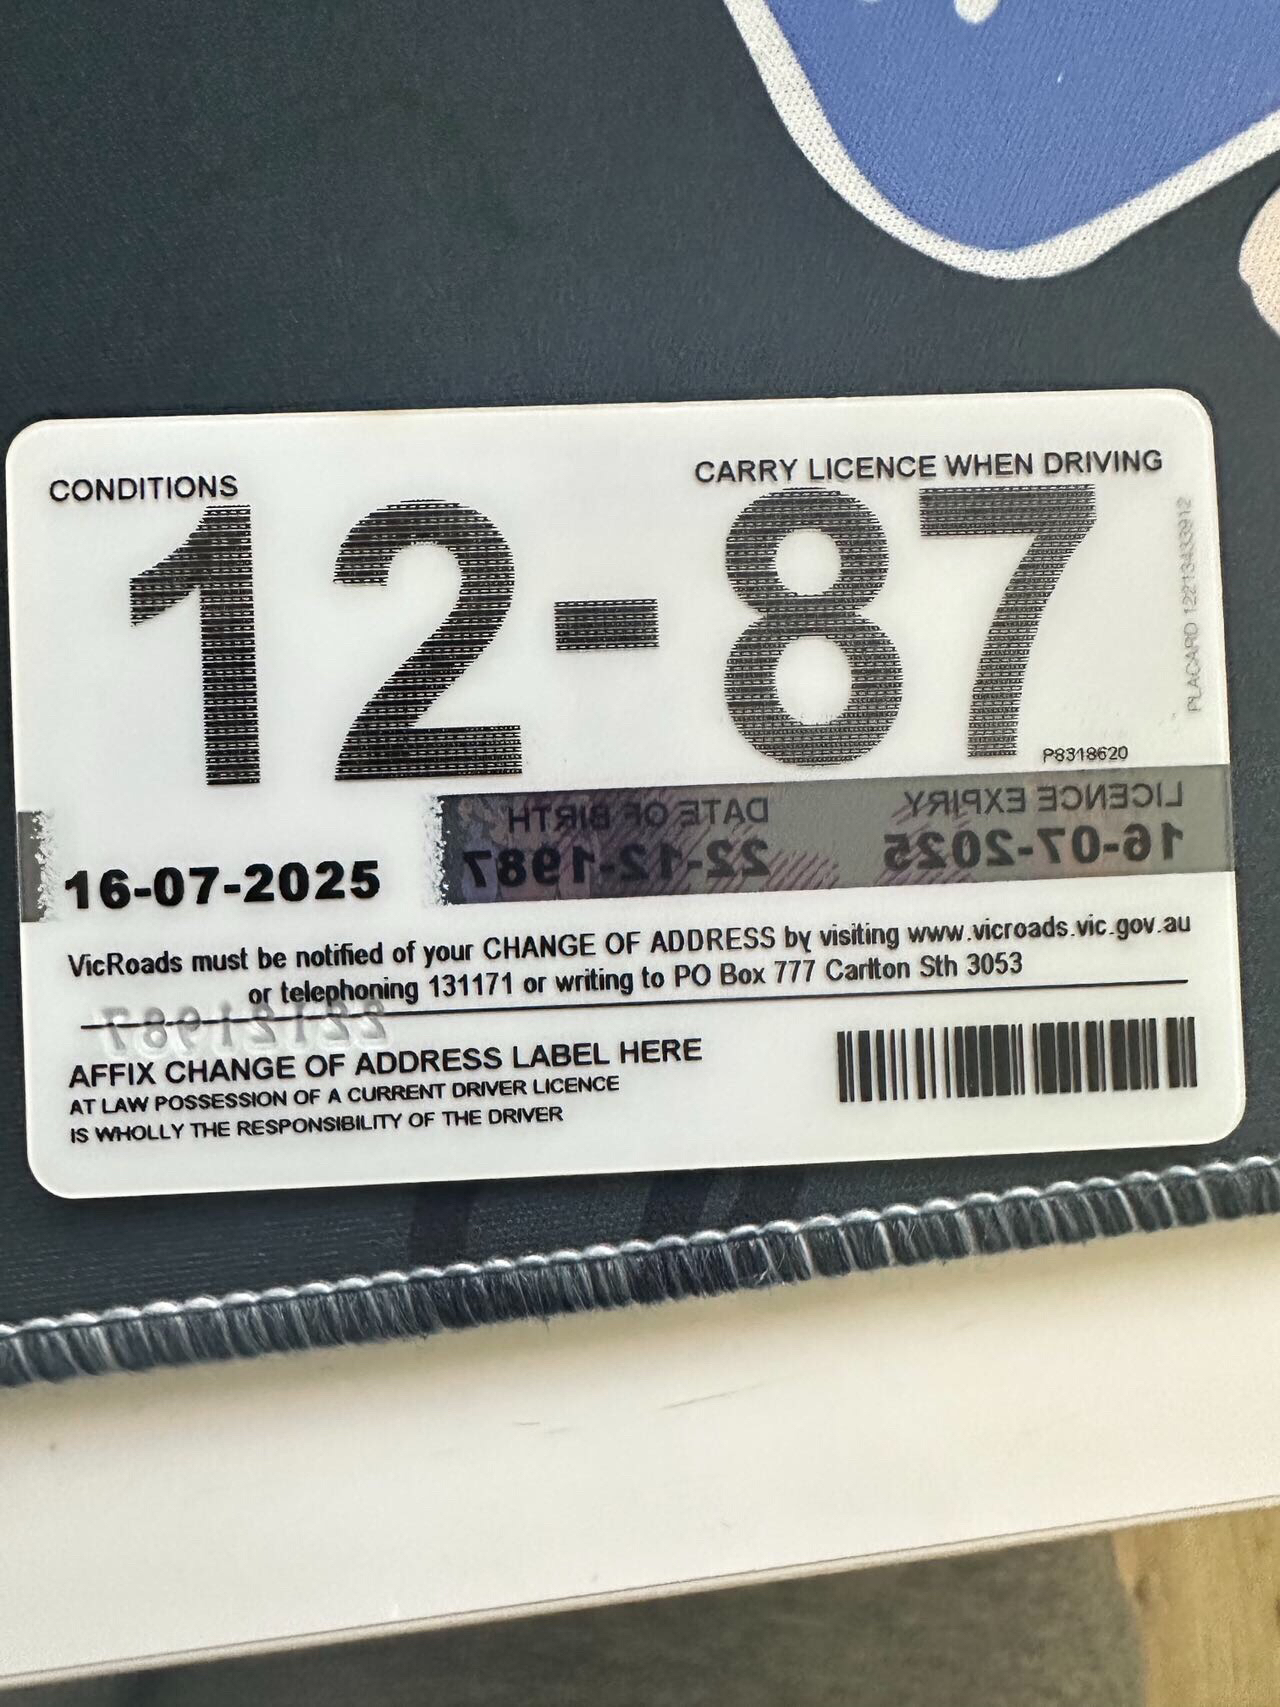 CONDITIONS
CARRY LICENCE WHEN DRIVING
12-87
PLACARD 12213433912
P8318620
LICENCE EXPIRY
16-07-2025
DATE OF BIRTH
22-12-1987
16-07-2025
VicRoads must be notified of your CHANGE OF ADDRESS by visiting www.vicroads.vic.gov.au
or telephoning 131171 or writing to PO Box 777 Carlton Sth 3053
22121987
AFFIX CHANGE OF ADDRESS LABEL HERE
AT LAW POSSESSION OF A CURRENT DRIVER LICENCE
IS WHOLLY THE RESPONSIBILITY OF THE DRIVER